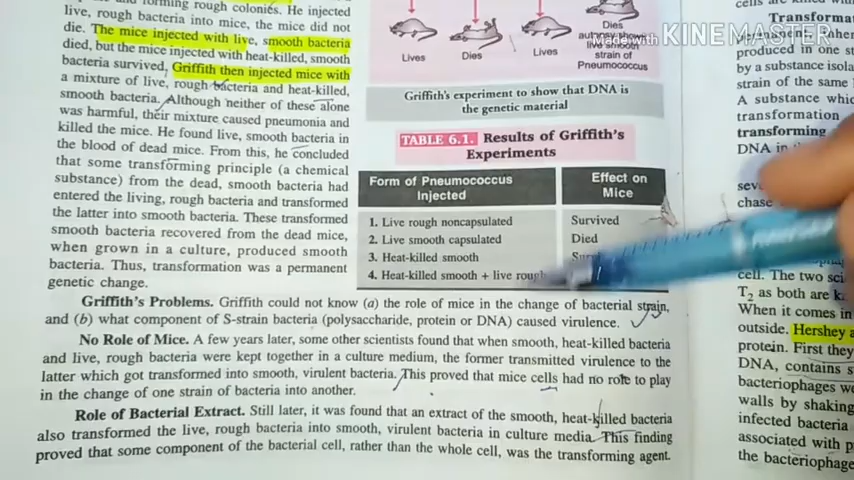 forming rough colonies. He injected
live, rough bacteria into mice, the mice did not
die. The mice injected with live, smooth bacteria
died, but the mice injected with heat-killed, smooth
bacteria survived, Griffith then injected mice with
a mixture of live, rough bacteria and heat-killed,
smooth bacteria. Although neither of these alone
was harmful, their mixture caused pneumonia and
killed the mice. He found live, smooth bacteria in
the blood of dead mice. From this, he concluded
that some transforming principle (a chemical
substance) from the dead, smooth bacteria had
entered the living, rough bacteria and transformed
the latter into smooth bacteria. These transformed
smooth bacteria recovered from the dead mice,
when grown in a culture, produced smooth
bacteria. Thus, transformation was a permanent
genetic change.
Lives
Dies
Lives
Dies
live smooth
strain of
Pneumococcus
Made with KINEMASTER
Griffith's experiment to show that DNA is
the genetic material
TABLE 6.1. Results of Griffith's
Experiments
Form of Pneumococcus Injected
Effect on Mice
1. Live rough noncapsulated Survived
2. Live smooth capsulated Died
3. Heat-killed smooth
4. Heat-killed smooth + live rough
Griffith's Problems. Griffith could not know (a) the role of mice in the change of bacterial strain,
and (b) what component of S-strain bacteria (polysaccharide, protein or DNA) caused virulence.
No Role of Mice. A few years later, some other scientists found that when smooth, heat-killed bacteria
and live, rough bacteria were kept together in a culture medium, the former transmitted virulence to the
latter which got transformed into smooth, virulent bacteria. This proved that mice cells had no role to play
in the change of one strain of bacteria into another.
Role of Bacterial Extract. Still later, it was found that an extract of the smooth, heat-killed bacteria
also transformed the live, rough bacteria into smooth, virulent bacteria in culture media. This finding
proved that some component of the bacterial cell, rather than the whole cell, was the transforming agent.
produced in one
by a substance
strain of the same
A substance
transformation
transforming
DNA in
cell. The two
T2 as both are
When it comes in
outside. Hershey
protein. First they
DNA, contains
bacteriophages
walls by shaking
infected bacteria
associated with
the bacteriophage